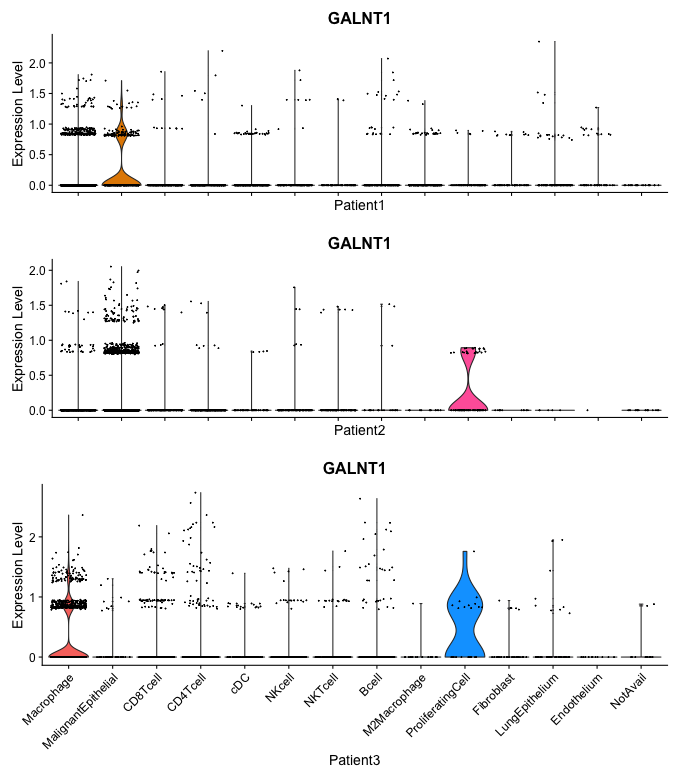 GALNT1
Expression Level
2.0
1.5
1.0
0.5
0.0
Patient1
GALNT1
Expression Level
2.0
1.5
1.0
0.5
0.0
Patient2
GALNT1
Expression Level
2
1
0
Macrophage
MalignantEpithelial
CD8Tcell
CD4Tcell
cDC
NKcell
NKTcell
Bcell
M2Macrophage
ProliferatingCell
Fibroblast
LungEpithelium
Endothelium
NotAvail
Patient3